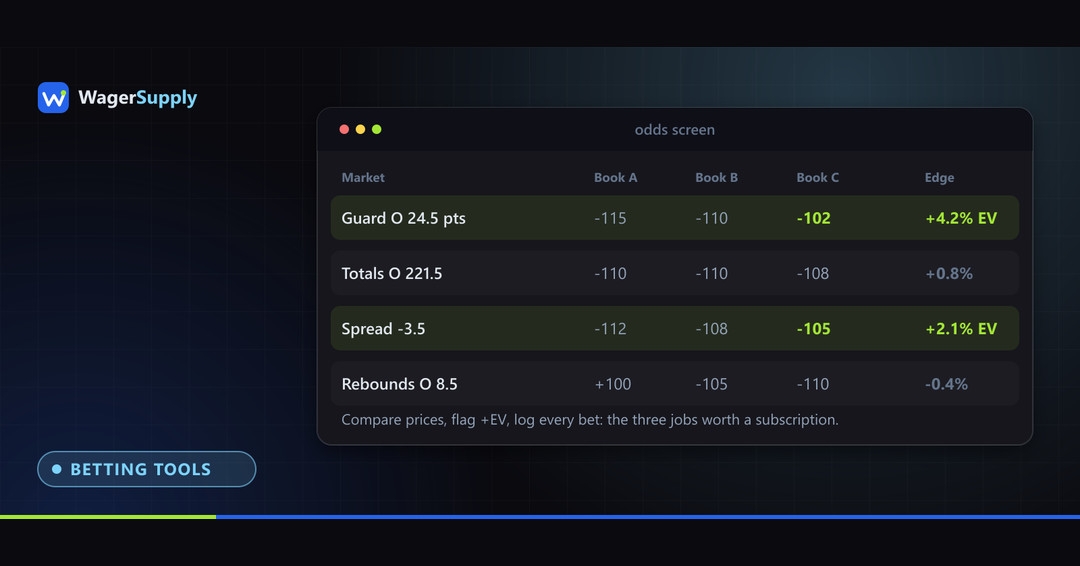 WagerSupply
odds screen
Market Book A Book B Book C Edge
Guard O 24.5 pts -115 -110 -102 +4.2% EV
Totals O 221.5 -110 -110 -108 +0.8%
Spread -3.5 -112 -108 -105 +2.1% EV
Rebounds O 8.5 +100 -105 -110 -0.4%
Compare prices, flag +EV, log every bet: the three jobs worth a subscription.
BETTING TOOLS